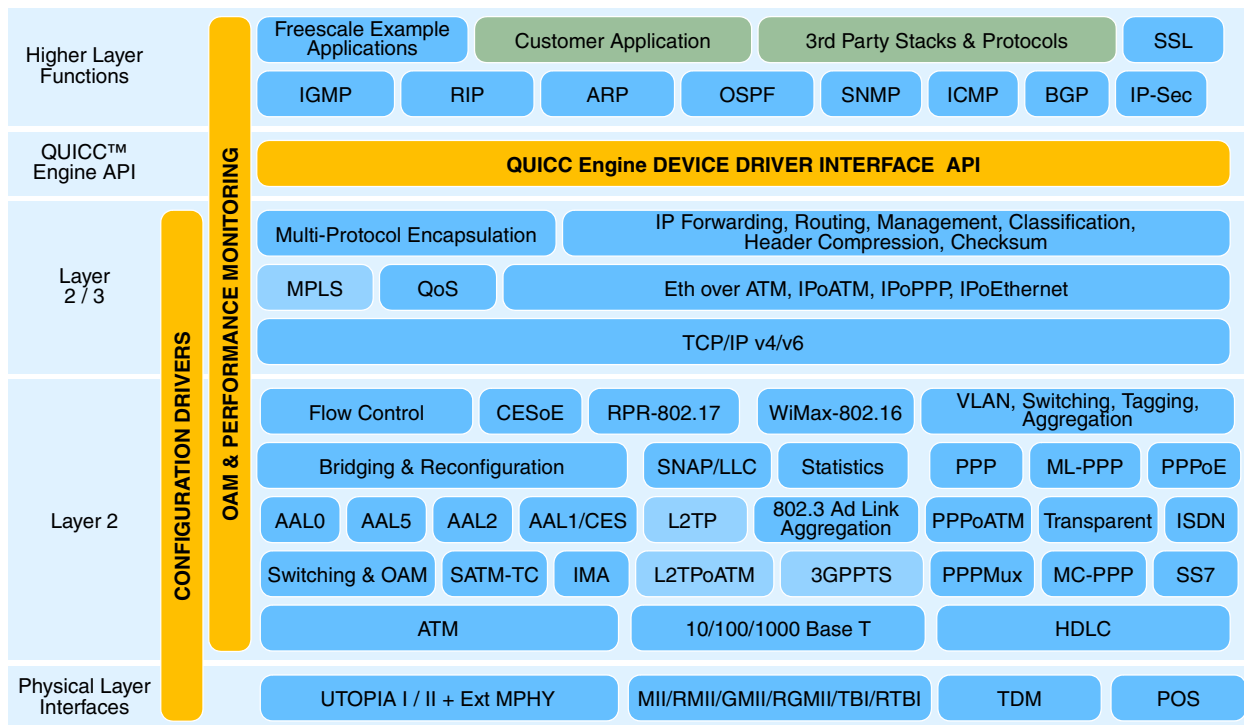 Higher Layer
Functions
Freescale Example
Applications
Customer Application
3rd Party Stacks & Protocols
SSL
IGMP
RIP
ARP
OSPF
SNMP
ICMP
BGP
IP-Sec
QUICC™
Engine API
QUICC Engine DEVICE DRIVER INTERFACE API
OAM & PERFORMANCE MONITORING
CONFIGURATION DRIVERS
Layer
2 / 3
Multi-Protocol Encapsulation
IP Forwarding, Routing, Management, Classification,
Header Compression, Checksum
MPLS
QoS
Eth over ATM, IPoATM, IPoPPP, IPoEthernet
TCP/IP v4/v6
Layer 2
Flow Control
CESoE
RPR-802.17
WiMax-802.16
VLAN, Switching, Tagging,
Aggregation
Bridging & Reconfiguration
SNAP/LLC
Statistics
PPP
ML-PPP
PPPoE
AAL0
AAL5
AAL2
AAL1/CES
L2TP
802.3 Ad Link
Aggregation
PPPoATM
Transparent
ISDN
Switching & OAM
SATM-TC
IMA
L2TPoATM
3GPPTS
PPPMux
MC-PPP
SS7
ATM
10/100/1000 Base T
HDLC
Physical Layer
Interfaces
UTOPIA I / II + Ext MPHY
MII/RMII/GMII/RGMII/TBI/RTBI
TDM
POS